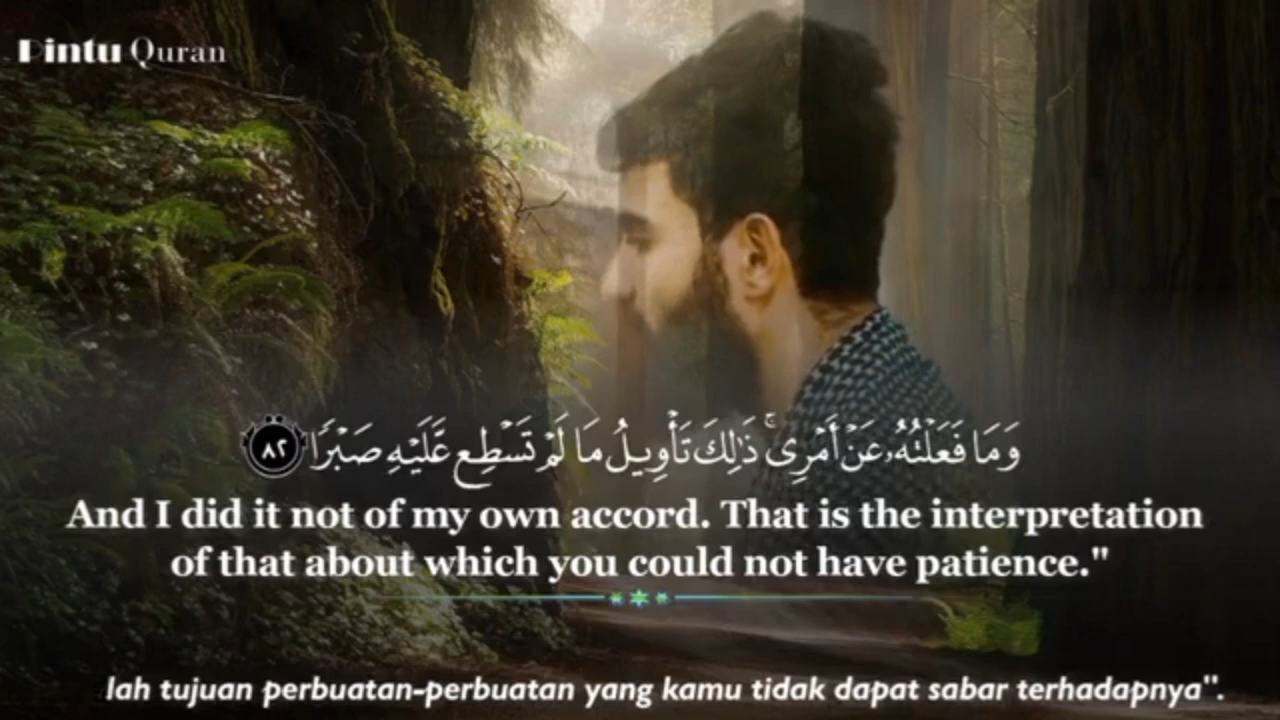 Pintu Quran
وَمَا فَعَلْتُهُۥ عَنْ أَمْرِى ۚ ذَٰلِكَ تَأْوِيلُ مَا لَمْ تَسْطِع عَّلَيْهِ صَبْرًا ٨٢
And I did it not of my own accord. That is the interpretation
of that about which you could not have patience."
lah tujuan perbuatan-perbuatan yang kamu tidak dapat sabar terhadapnya".